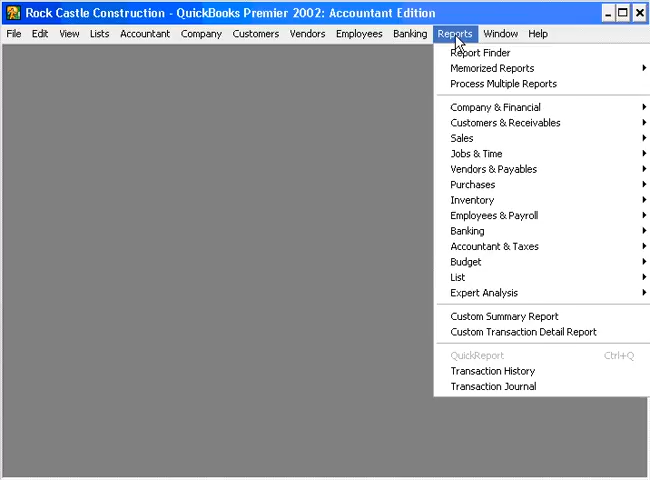 Rock Castle Construction - QuickBooks Premier 2002: Accountant Edition
File Edit View Lists Accountant Company Customers Vendors Employees Banking Reports Window Help
Report Finder
Memorized Reports
Process Multiple Reports
Company & Financial
Customers & Receivables
Sales
Jobs & Time
Vendors & Payables
Purchases
Inventory
Employees & Payroll
Banking
Accountant & Taxes
Budget
List
Expert Analysis
Custom Summary Report
Custom Transaction Detail Report
QuickReport Ctrl+Q
Transaction History
Transaction Journal